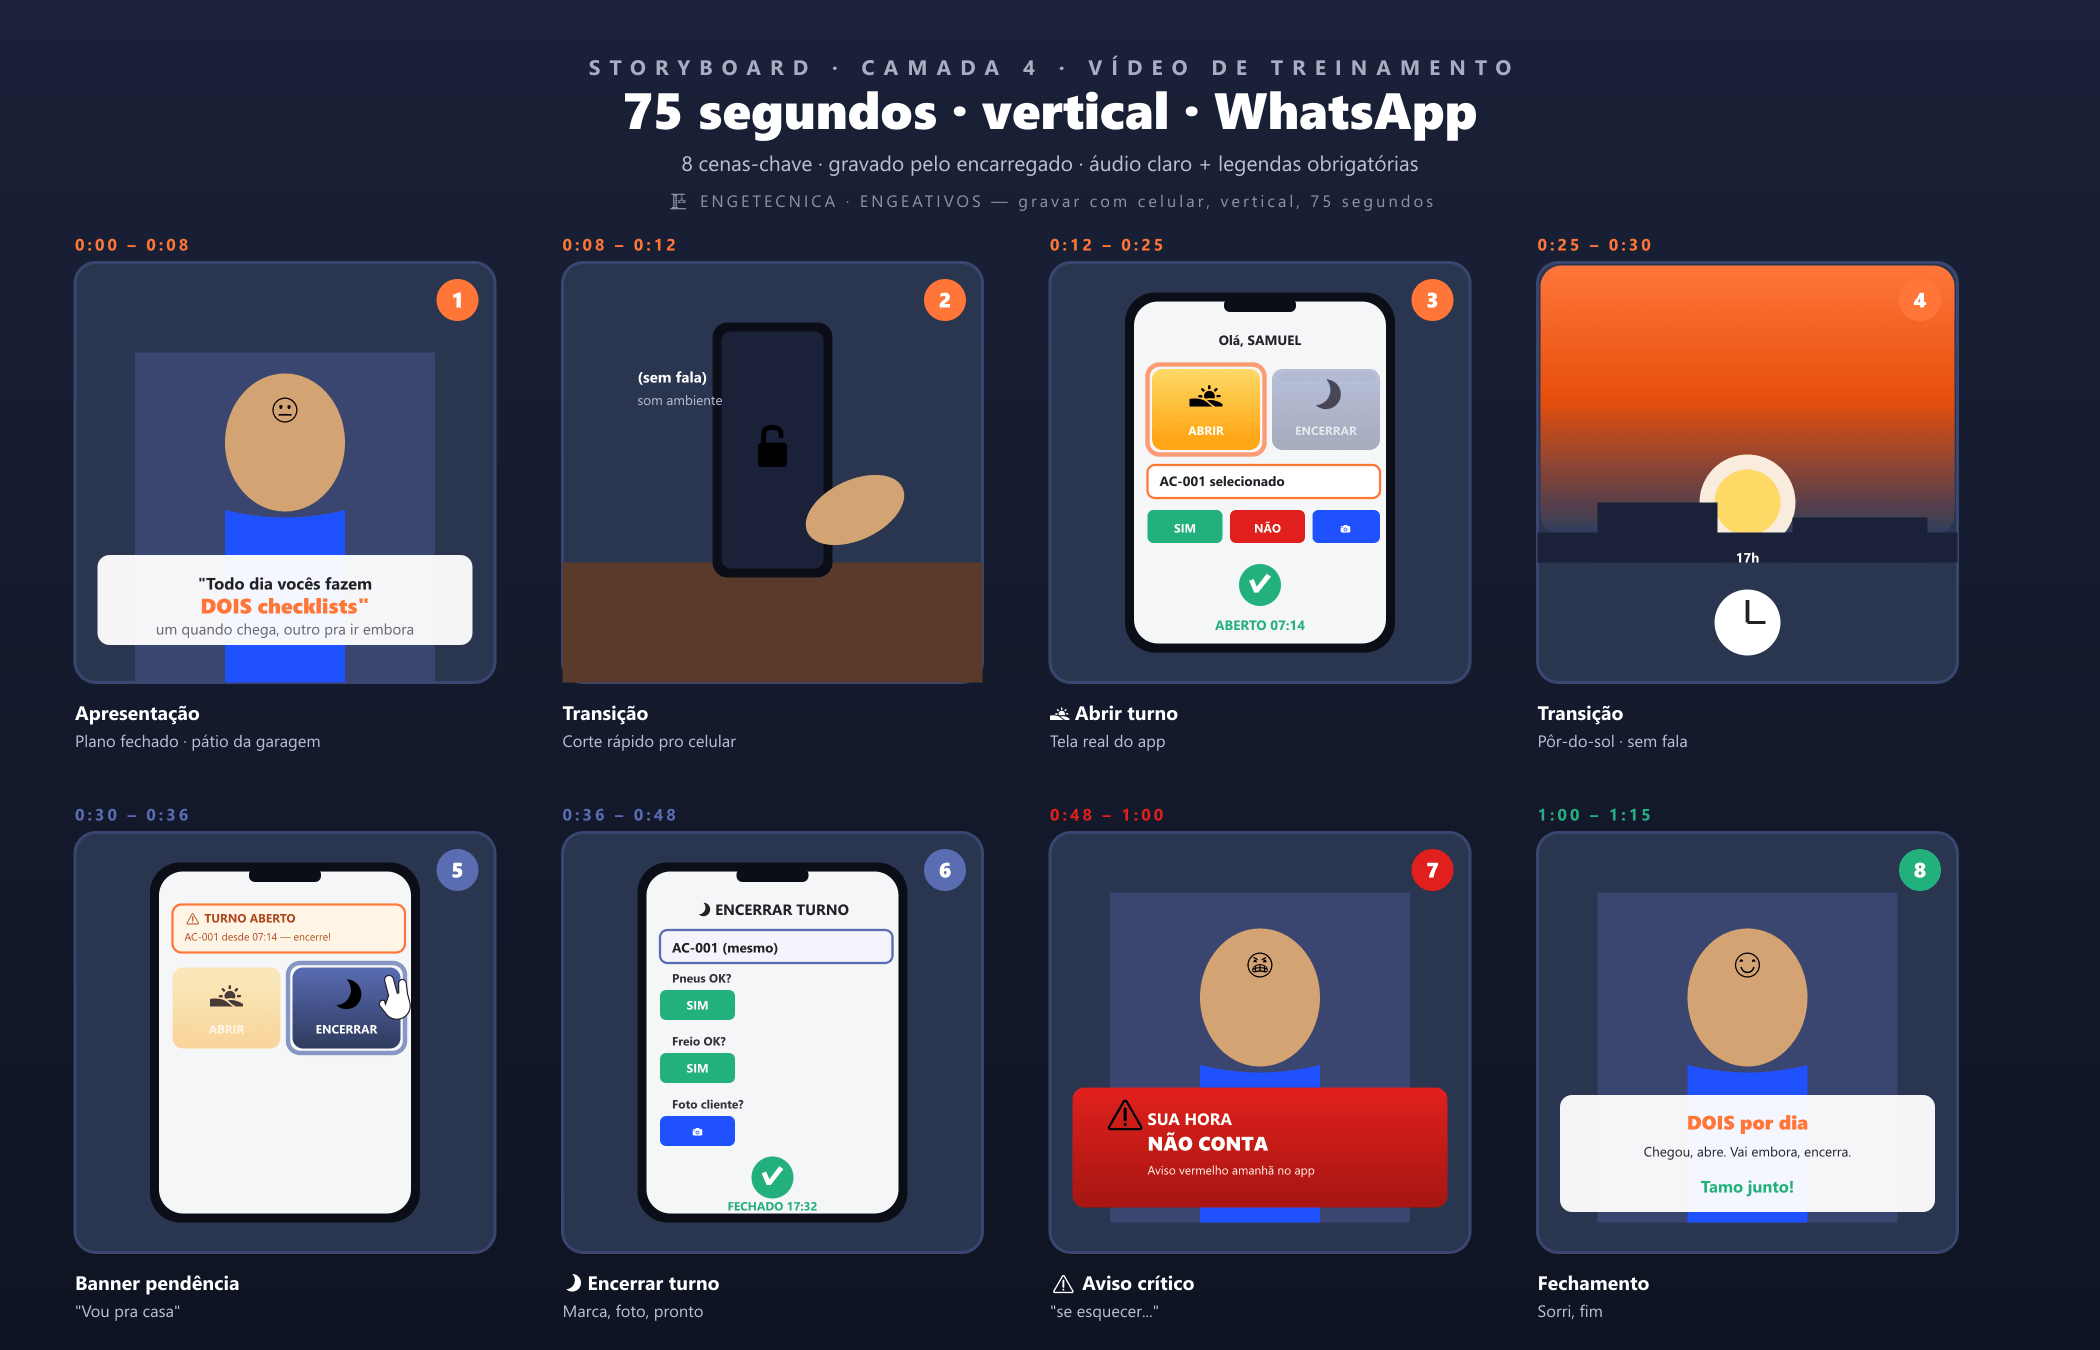 STORYBOARD · CAMADA 4 · VÍDEO DE TREINAMENTO
75 segundos · vertical · WhatsApp
8 cenas-chave · gravado pelo encarregado · áudio claro + legendas obrigatórias
ENGETECNICA · ENGEATIVOS — gravar com celular, vertical, 75 segundos
0:00 – 0:08
1
"Todo dia vocês fazem
DOIS checklists"
um quando chega, outro pra ir embora
Apresentação
Plano fechado · pátio da garagem
0:08 – 0:12
2
(sem fala)
som ambiente
Transição
Corte rápido pro celular
0:12 – 0:25
3
Olá, SAMUEL
ABRIR
ENCERRAR
AC-001 selecionado
SIM
NÃO
ABERTO 07:14
Abrir turno
Tela real do app
0:25 – 0:30
4
17h
Transição
Pôr-do-sol · sem fala
0:30 – 0:36
5
TURNO ABERTO
AC-001 desde 07:14 — encerre!
ABRIR
ENCERRAR
Banner pendência
"Vou pra casa"
0:36 – 0:48
6
ENCERRAR TURNO
AC-001 (mesmo)
Pneus OK?
SIM
Freio OK?
SIM
Foto cliente?
FECHADO 17:32
Encerrar turno
Marca, foto, pronto
0:48 – 1:00
7
SUA HORA
NÃO CONTA
Aviso vermelho amanhã no app
Aviso crítico
"se esquecer..."
1:00 – 1:15
8
DOIS por dia
Chegou, abre. Vai embora, encerra.
Tamo junto!
Fechamento
Sorri, fim